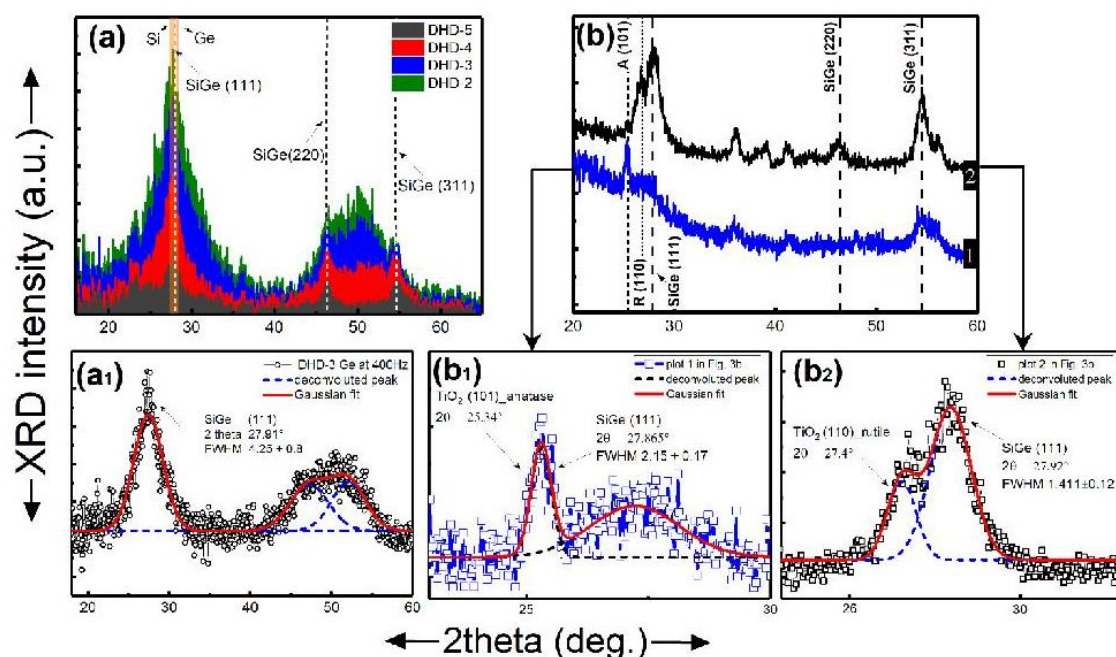 XRD intensity (a.u.)
(a)
Si
Ge
SiGe (111)
SiGe(220)
SiGe (311)
DHD-5
DHD-4
DHD-3
DHD 2
20 30 40 50 60
(b)
A (101)
R (110)
SiGe (111)
SiGe(220)
SiGe (311)
2
1
20 30 40 50 60
(a1)
DHD-3 Ge at 400Hz
deconvoluted peak
Gaussian fit
SiGe (111)
2 theta 27.91°
FWHM 4.25 + 0.8
20 30 40 50 60
(b1)
plot 1 in Fig. 3b
deconvoluted peak
Gaussian fit
TiO2 (101)_anatase
2θ 25.34°
SiGe (111)
2θ 27.865°
FWHM 2.15 + 0.17
25 30
(b2)
plot 2 in Fig. 3b
deconvoluted peak
Gaussian fit
TiO2 (110)_rutile
2θ 27.4°
SiGe (111)
2θ 27.92°
FWHM 1.411±0.12
26 30
2theta (deg.)